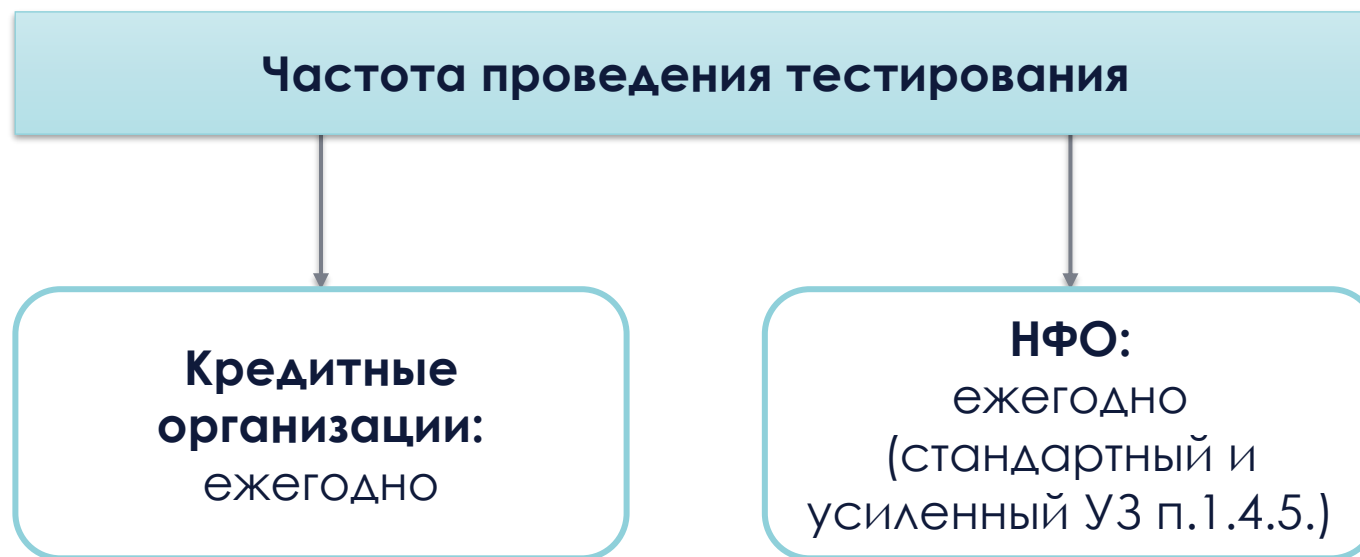 Частота проведения тестирования
Кредитные
организации:
ежегодно
НФО:
ежегодно
(стандартный и
усиленный УЗ п.1.4.5.)